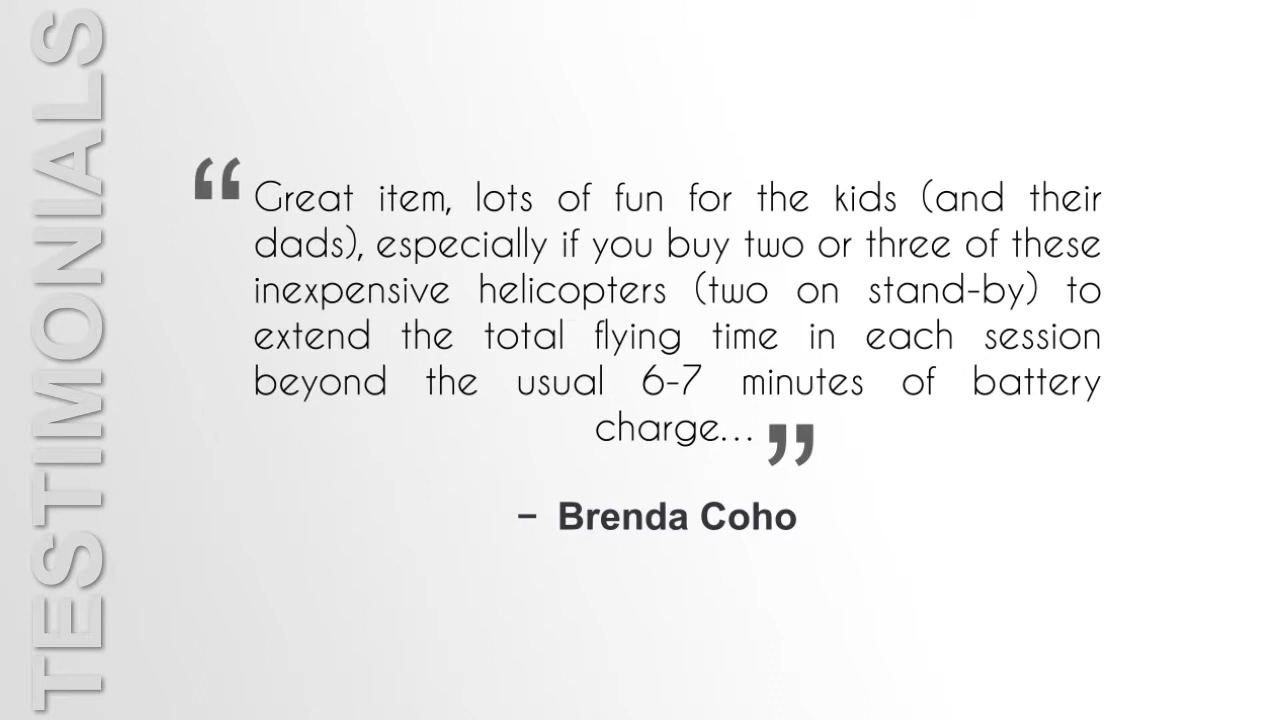 TESTIMONIALS
“Great item, lots of fun for the kids (and their
dads), especially if you buy two or three of these
inexpensive helicopters (two on stand-by) to
extend the total flying time in each session
beyond the usual 6-7 minutes of battery
charge...”
– Brenda Coho